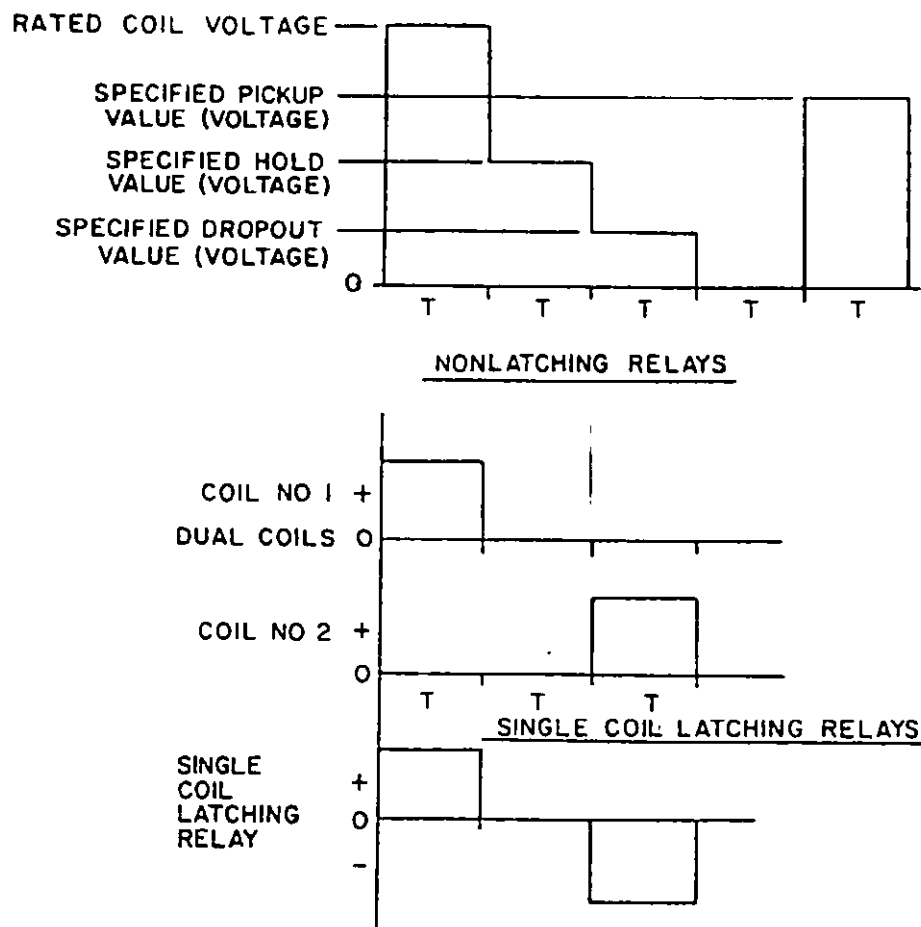 RATED COIL VOLTAGE
SPECIFIED PICKUP
VALUE (VOLTAGE)
SPECIFIED HOLD
VALUE (VOLTAGE)
SPECIFIED DROPOUT
VALUE (VOLTAGE)
0
T T T T T
NONLATCHING RELAYS
COIL NO 1 +
DUAL COILS 0
COIL NO 2 +
0
T T T
SINGLE COIL LATCHING RELAYS
SINGLE
COIL
LATCHING
RELAY
+
0
-